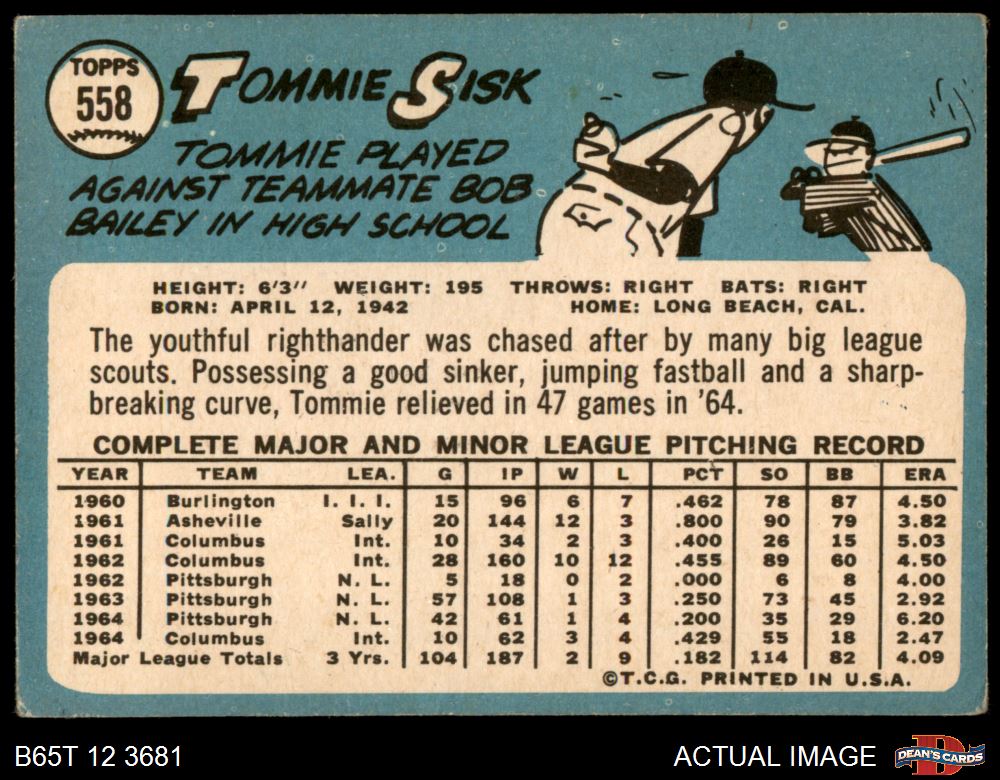 TOPPS
558
TOMMIE SISK
TOMMIE PLAYED
AGAINST TEAMMATE BOB
BAILEY IN HIGH SCHOOL
HEIGHT: 6'3" WEIGHT: 195 THROWS: RIGHT BATS: RIGHT
BORN: APRIL 12, 1942 HOME: LONG BEACH, CAL.
The youthful righthander was chased after by many big league
scouts. Possessing a good sinker, jumping fastball and a sharp-
breaking curve, Tommie relieved in 47 games in '64.
COMPLETE MAJOR AND MINOR LEAGUE PITCHING RECORD
YEAR TEAM LEA. G IP W L PCT SO BB ERA
1960 Burlington I. I. I. 15 96 6 7 .462 78 87 4.50
1961 Asheville Sally 20 144 12 3 .800 90 79 3.82
1961 Columbus Int. 10 34 2 3 .400 26 15 5.03
1962 Columbus Int. 28 160 10 12 .455 89 60 4.50
1962 Pittsburgh N. L. 5 18 0 2 .000 6 8 4.00
1963 Pittsburgh N. L. 57 108 1 3 .250 73 45 2.92
1964 Pittsburgh N. L. 42 61 1 4 .200 35 29 6.20
1964 Columbus Int. 10 62 3 4 .429 55 18 2.47
Major League Totals 3 Yrs. 104 187 2 9 .182 114 82 4.09
©T.C.G. PRINTED IN U.S.A.
B65T 12 3681 ACTUAL IMAGE
D
DEAN'S CARDS